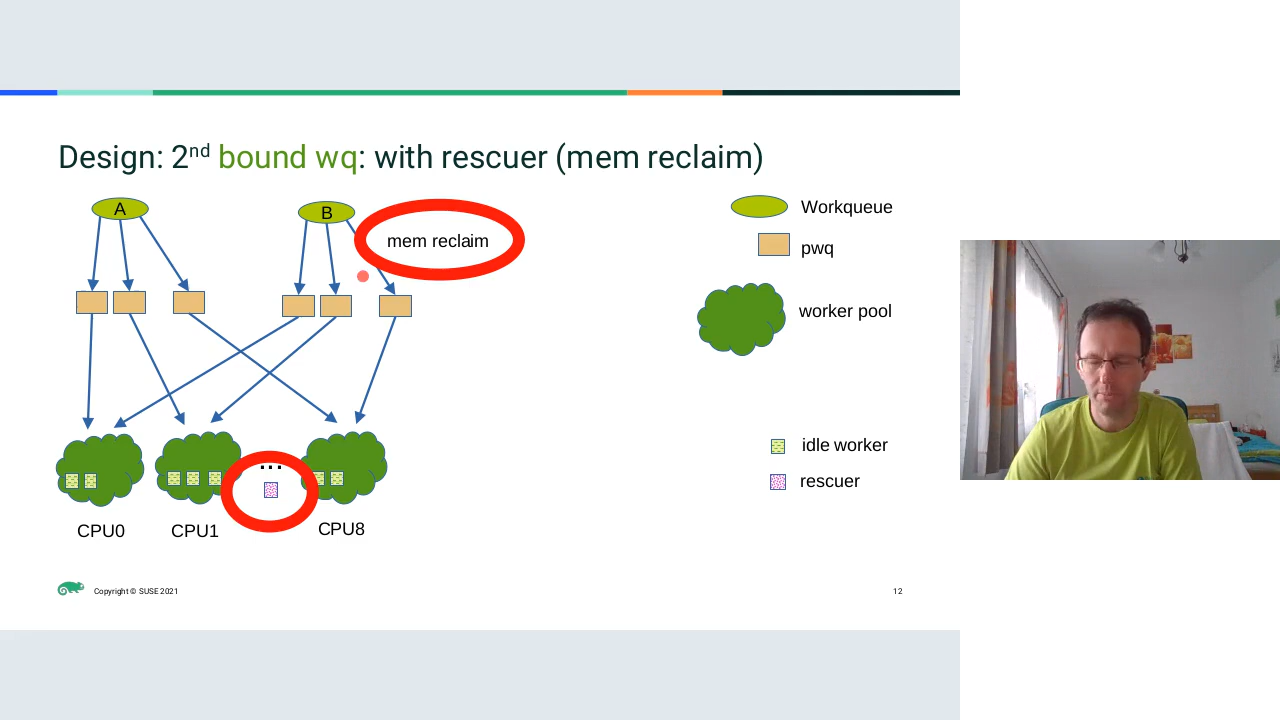 Design: 2nd bound wq: with rescuer (mem reclaim)
A
B
mem reclaim
Workqueue
pwq
worker pool
...
idle worker
rescuer
CPU0
CPU1
CPU8
Copyright © SUSE 2021
12